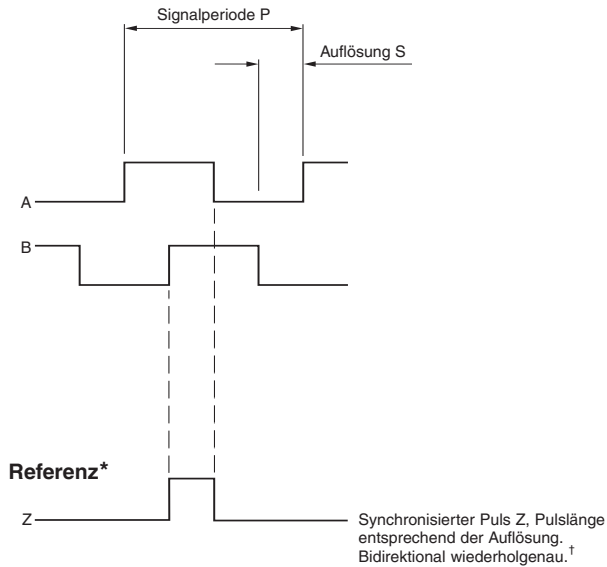 Signalperiode P
Auflösung S
A
B
Referenz*
Z
Synchronisierter Puls Z, Pulslänge
entsprechend der Auflösung.
Bidirektional wiederholgenau.†